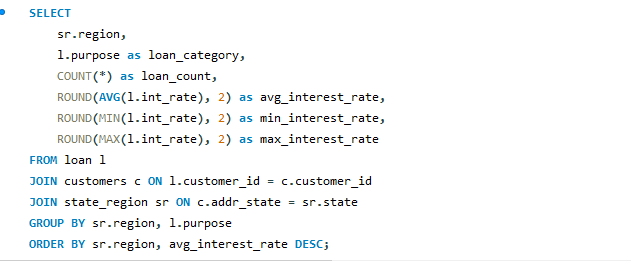 SELECT
sr.region,
l.purpose as loan_category,
COUNT(*) as loan_count,
ROUND(AVG(l.int_rate), 2) as avg_interest_rate,
ROUND(MIN(l.int_rate), 2) as min_interest_rate,
ROUND(MAX(l.int_rate), 2) as max_interest_rate
FROM loan l
JOIN customers c ON l.customer_id = c.customer_id
JOIN state_region sr ON c.addr_state = sr.state
GROUP BY sr.region, l.purpose
ORDER BY sr.region, avg_interest_rate DESC;